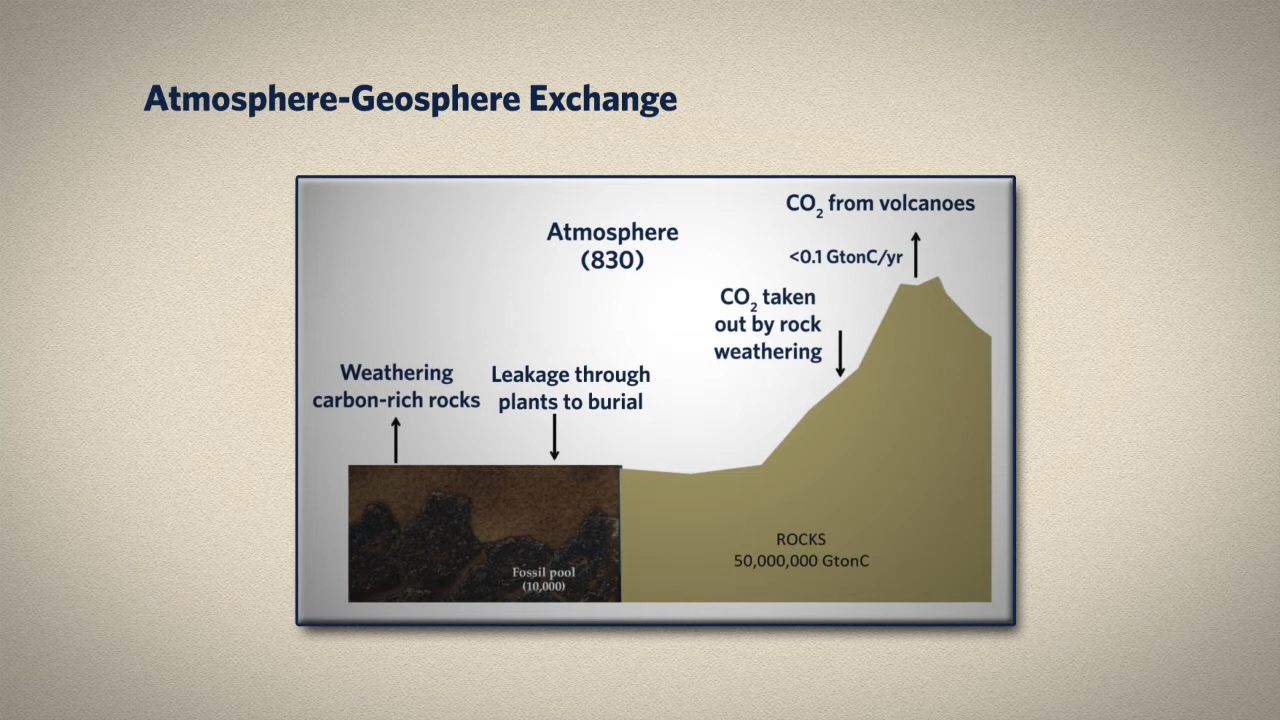 Atmosphere-Geosphere Exchange
CO₂ from volcanoes
Atmosphere
(830)
<0.1 GtonC/yr
CO₂ taken
out by rock
weathering
Weathering
carbon-rich rocks
Leakage through
plants to burial
ROCKS
50,000,000 GtonC
Fossil pool
(10,000)